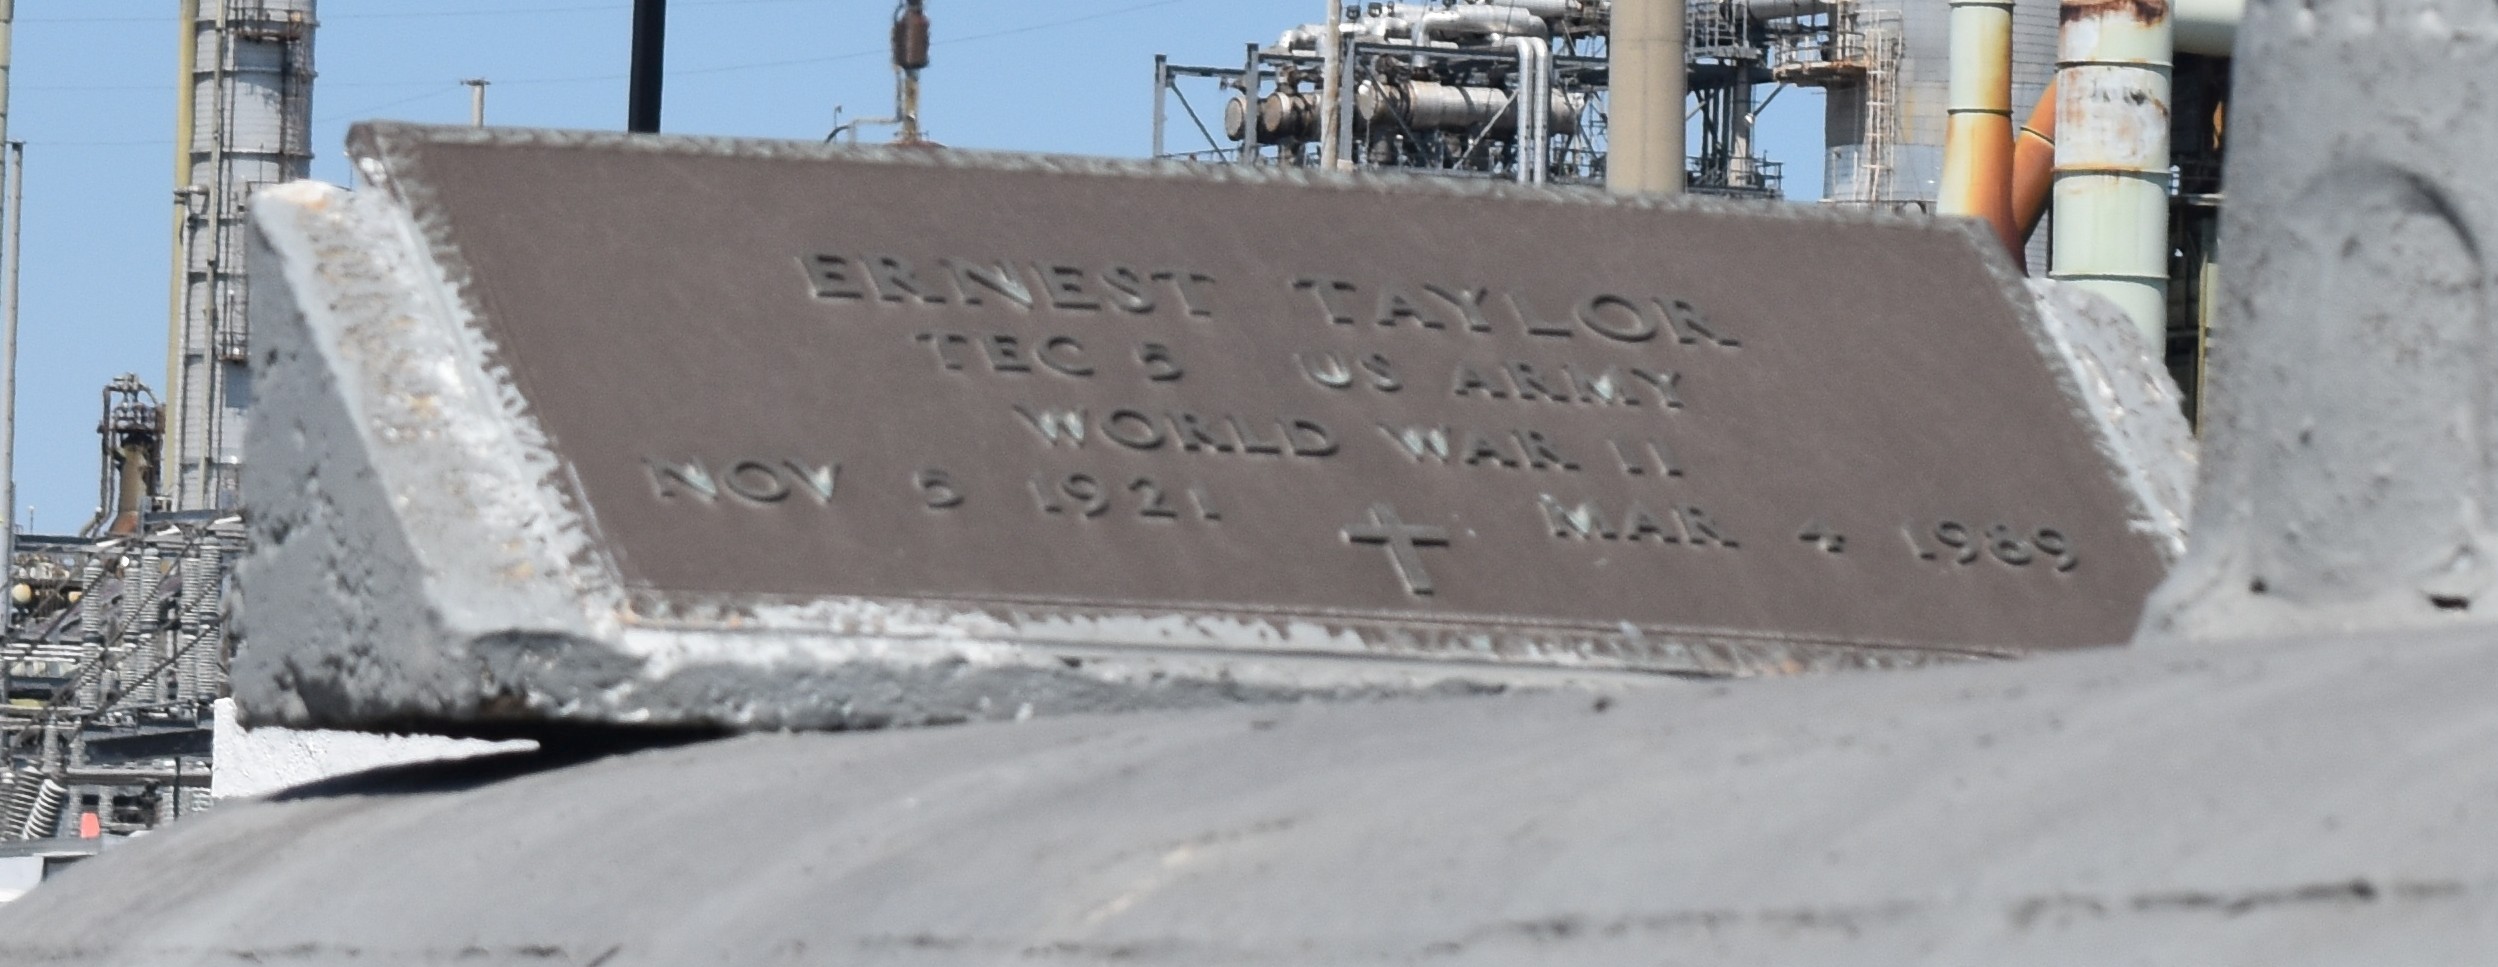 ERNEST TAYLOR
TEC 5 US ARMY
WORLD WAR II
NOV 5 1921 MAR 4 1989